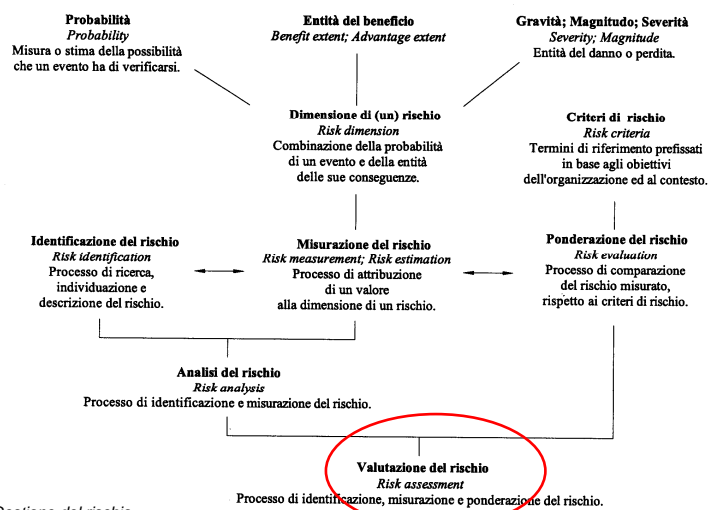 Probabilità
Probability
Misura o stima della possibilità
che un evento ha di verificarsi.
Entità del beneficio
Benefit extent; Advantage extent
Gravità; Magnitudo; Severità
Severity; Magnitude
Entità del danno o perdita.
Dimensione di (un) rischio
Risk dimension
Combinazione della probabilità
di un evento e della entità
delle sue conseguenze.
Criteri di rischio
Risk criteria
Termini di riferimento prefissati
in base agli obiettivi
dell'organizzazione ed al contesto.
Identificazione del rischio
Risk identification
Processo di ricerca,
individuazione e
descrizione del rischio.
Misurazione del rischio
Risk measurement; Risk estimation
Processo di attribuzione
di un valore
alla dimensione di un rischio.
Ponderazione del rischio
Risk evaluation
Processo di comparazione
del rischio misurato,
rispetto ai criteri di rischio.
Analisi del rischio
Risk analysis
Processo di identificazione e misurazione del rischio.
Valutazione del rischio
Risk assessment
Processo di identificazione, misurazione e ponderazione del rischio.